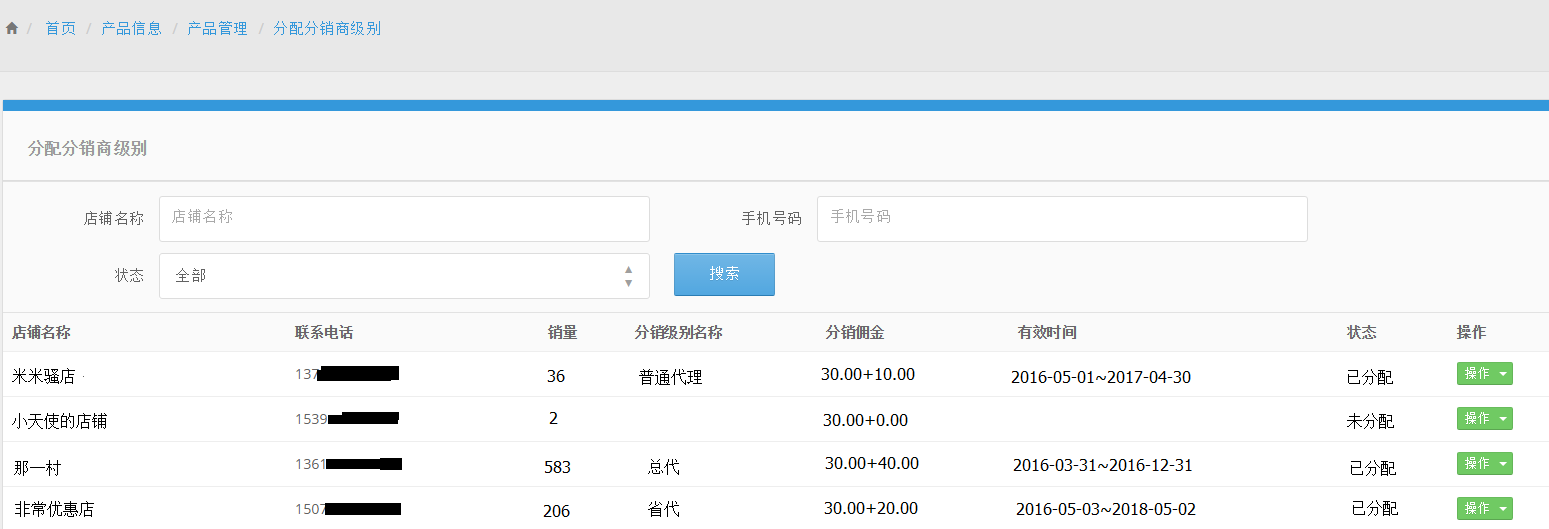 / 首页 / 产品信息 / 产品管理 / 分配分销商级别
分配分销商级别
店铺名称 店铺名称 手机号码 手机号码
状态 全部 搜索
店铺名称 联系电话 销量 分销级别名称 分销佣金 有效时间 状态 操作
米米骚店 137 36 普通代理 30.00+10.00 2016-05-01~2017-04-30 已分配 操作
小天使的店铺 1539 2 30.00+0.00 未分配 操作
那一村 1361 583 总代 30.00+40.00 2016-03-31~2016-12-31 已分配 操作
非常优惠店 1507 206 省代 30.00+20.00 2016-05-03~2018-05-02 已分配 操作